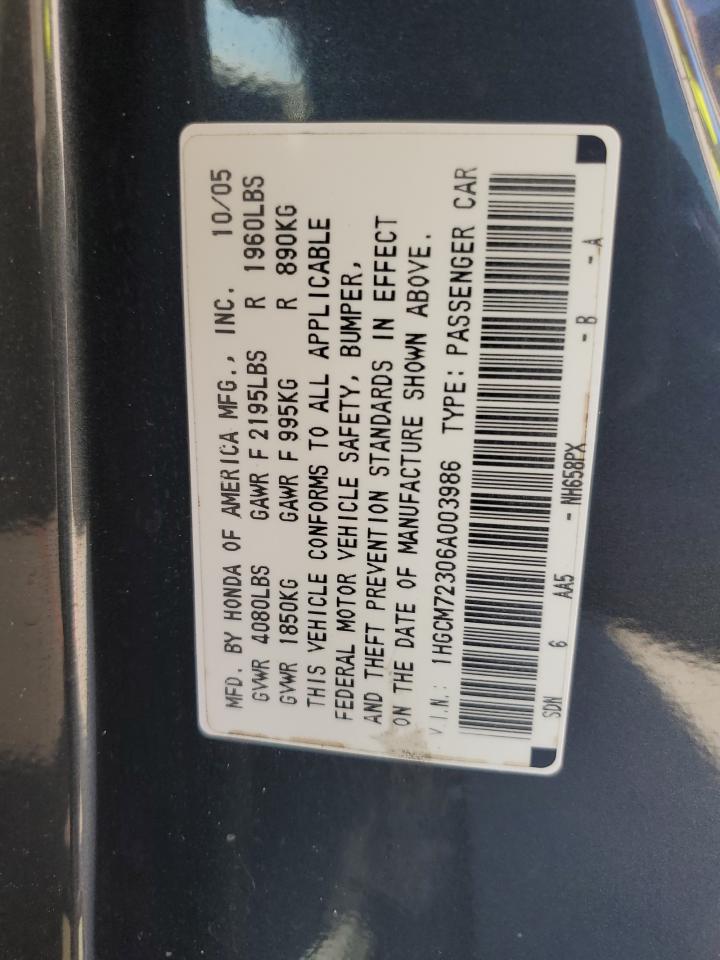 MFD. BY HONDA OF AMERICA MFG., INC. 10/05
GVWR 4080LBS GAWR F 2195LBS R 1960LBS
GVWR 1850KG GAWR F 995KG R 890KG
THIS VEHICLE CONFORMS TO ALL APPLICABLE
FEDERAL MOTOR VEHICLE SAFETY, BUMPER,
AND THEFT PREVENTION STANDARDS IN EFFECT
ON THE DATE OF MANUFACTURE SHOWN ABOVE.
V.I.N.: 1HGCM72306A003986 TYPE: PASSENGER CAR
SDN 6 AA5 - NH658PX - B - A